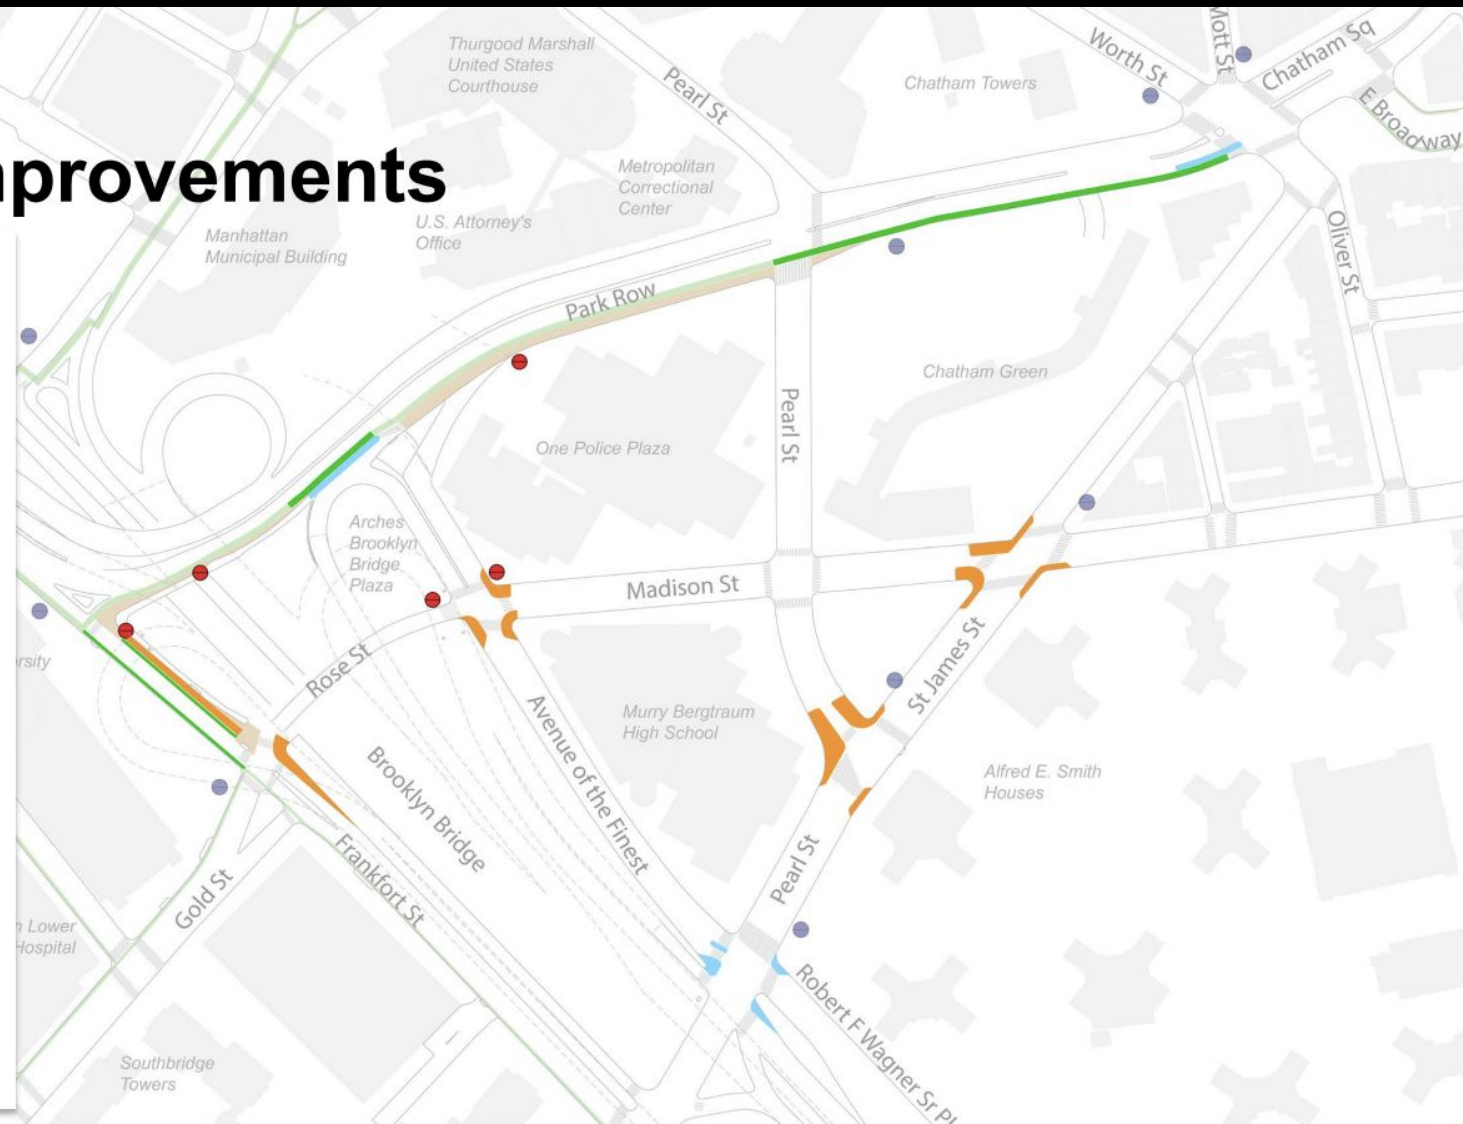 Thurgood Marshall
United States
Courthouse
Pearl St
Chatham Towers
Worth St
Mott St
Chatham Sq
E Broadway
nprovements
Metropolitan
Correctional
Center
U.S. Attorney's
Office
Manhattan
Municipal Building
Oliver St
Park Row
Chatham Green
Pearl St
One Police Plaza
Arches
Brooklyn
Bridge
Plaza
Madison St
Rose St
rsity
St James St
Avenue of the Finest
Murry Bergtraum
High School
Brooklyn Bridge
Alfred E. Smith
Houses
Frankfort St
Pearl St
Gold St
n Lower
Hospital
Robert F Wagner Sr Pl
Southbridge
Towers